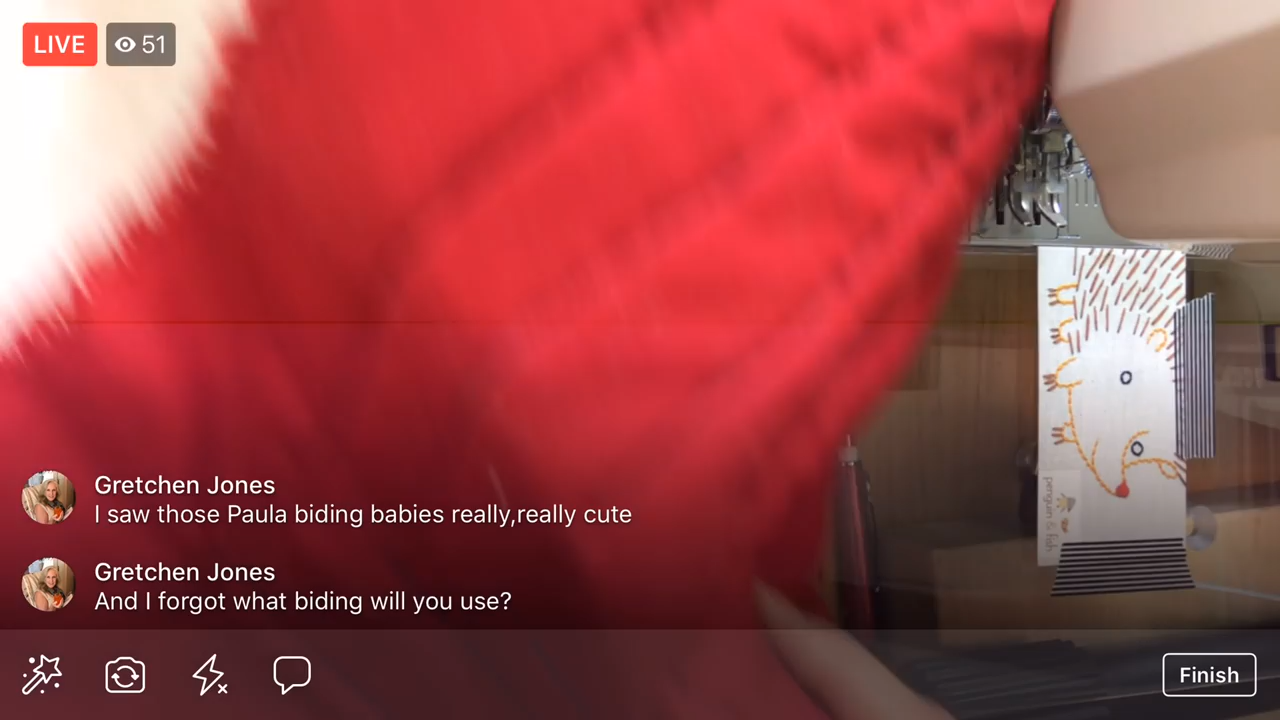 LIVE
51
penguin & fish
Gretchen Jones
I saw those Paula biding babies really,really cute
Gretchen Jones
And I forgot what biding will you use?
Finish